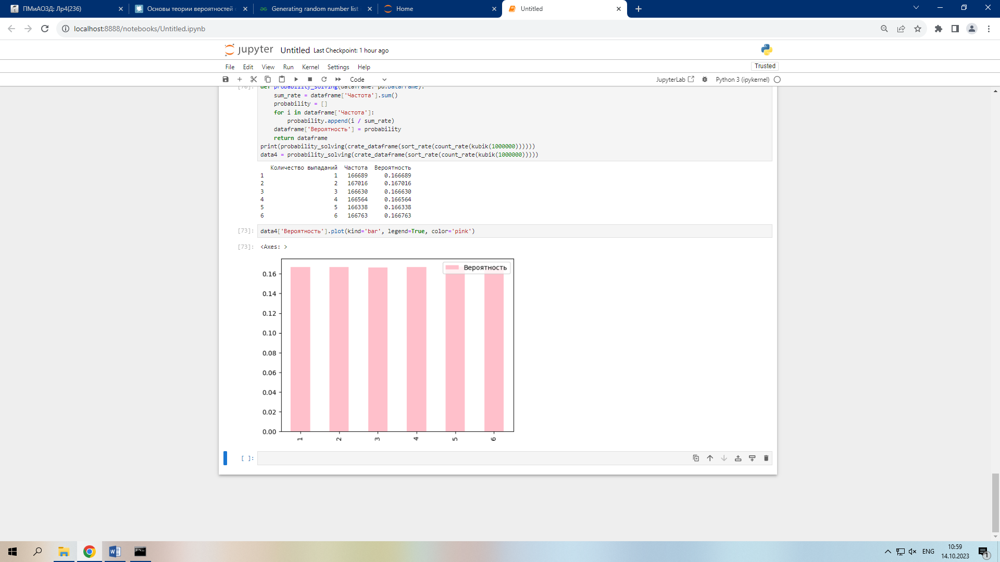 ПМиАОЗД: Лр4(23б)
Основы теории вероятностей
Generating random number list
Home
Untitled
localhost:8888/notebooks/Untitled.ipynb
jupyter Untitled Last Checkpoint: 1 hour ago
File Edit View Run Kernel Settings Help
Trusted
Code
JupyterLab
Python 3 (ipykernel)
[70]: def probability_solving(dataframe: pd.DataFrame):
sum_rate = dataframe['Частота'].sum()
probability = []
for i in dataframe['Частота']:
probability.append(i / sum_rate)
dataframe['Вероятность'] = probability
return dataframe
print(probability_solving(crate_dataframe(sort_rate(count_rate(kubik(1000000))))))
data4 = probability_solving(crate_dataframe(sort_rate(count_rate(kubik(1000000)))))
Количество выпаданий Частота Вероятность
1 1 166689 0.166689
2 2 167016 0.167016
3 3 166630 0.166630
4 4 166564 0.166564
5 5 166338 0.166338
6 6 166763 0.166763
[73]: data4['Вероятность'].plot(kind='bar', legend=True, color='pink')
[73]: <Axes: >
Вероятность
0.16
0.14
0.12
0.10
0.08
0.06
0.04
0.02
0.00
1 2 3 4 5 6
[ ]:
ENG
10:59
14.10.2023
1